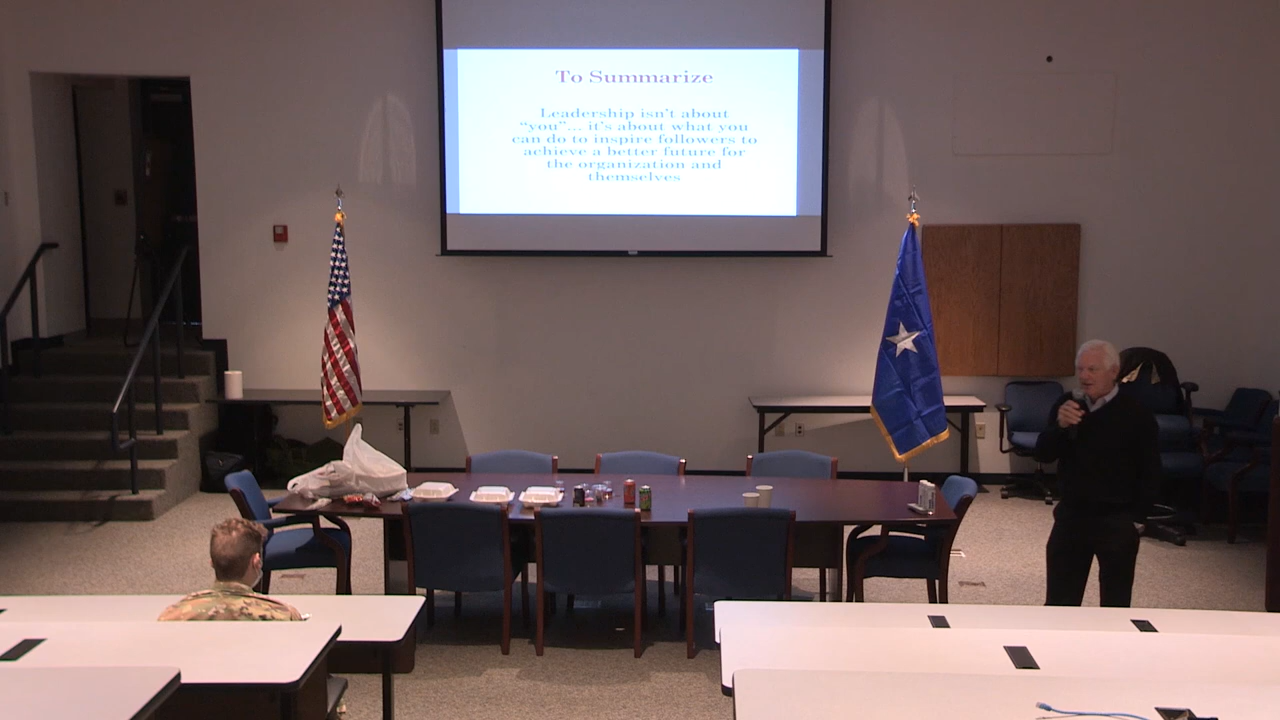 To Summarize
Leadership isn't about
“you”... it's about what you
can do to inspire followers to
achieve a better future for
the organization and
themselves